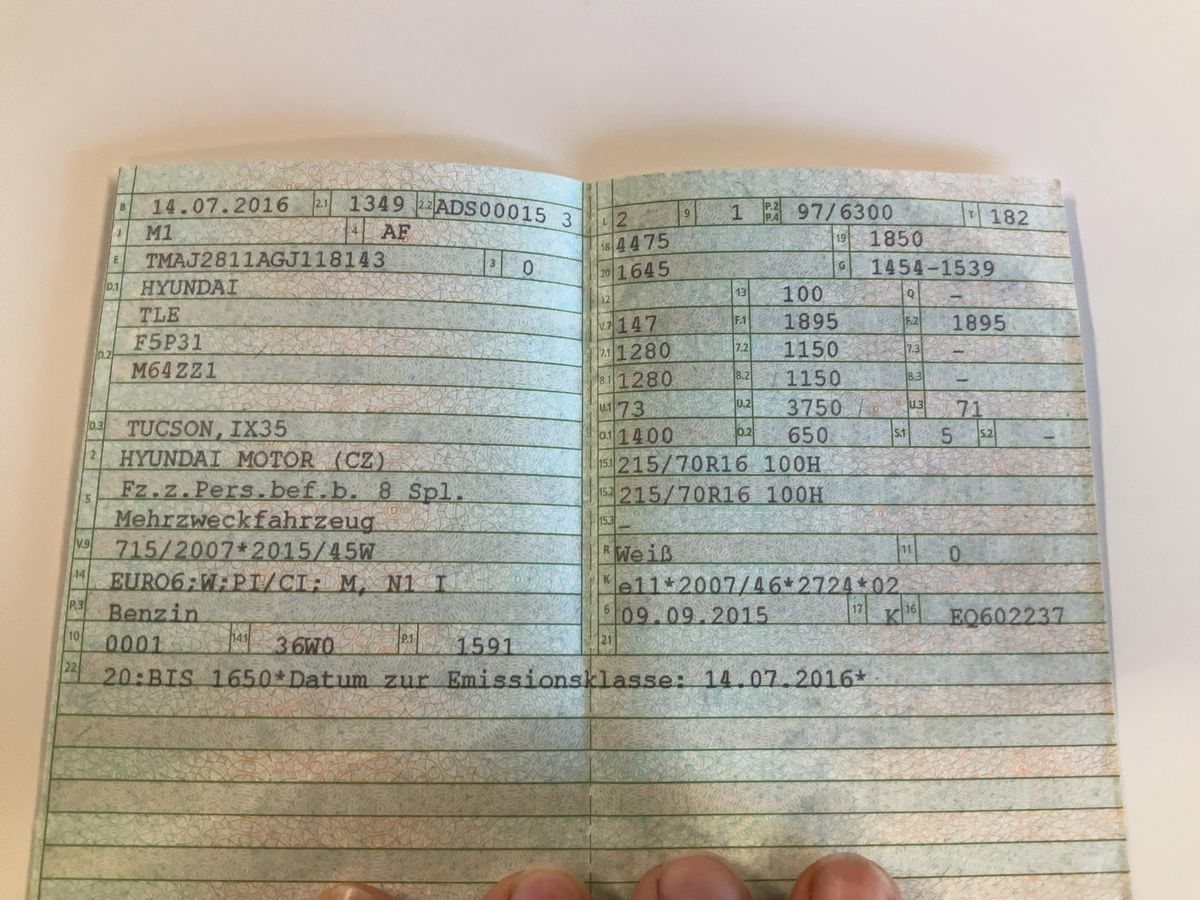 B 14.07.2016 2.1 1349 2.2 ADS00015 3
J M1 4 AF
E TMAJ2811AGJ118143 3 0
D.1 HYUNDAI
TLE
D.2 F5P31
M64ZZ1
D.3 TUCSON,IX35
2 HYUNDAI MOTOR (CZ)
5 Fz.z.Pers.bef.b. 8 Spl.
Mehrzweckfahrzeug
V.9 715/2007*2015/45W
14 EURO6;W;PI/CI; M, N1 I
P.3 Benzin
10 0001 14.1 36W0 P.1 1591
L 2 9 1 P.2 P.4 97/6300 T 182
18 4475 19 1850
20 1645 G 1454-1539
12 13 100 Q –
V.7 147 F.1 1895 F.2 1895
7.1 1280 7.2 1150 7.3 –
8.1 1280 8.2 1150 8.3 –
U.1 73 U.2 3750 U.3 71
O.1 1400 O.2 650 S.1 5 S.2 –
15.1 215/70R16 100H
15.2 215/70R16 100H
15.3 –
R Weiß 11 0
K e11*2007/46*2724*02
6 09.09.2015 17 K 16 EQ602237
21
22 20:BIS 1650*Datum zur Emissionsklasse: 14.07.2016*